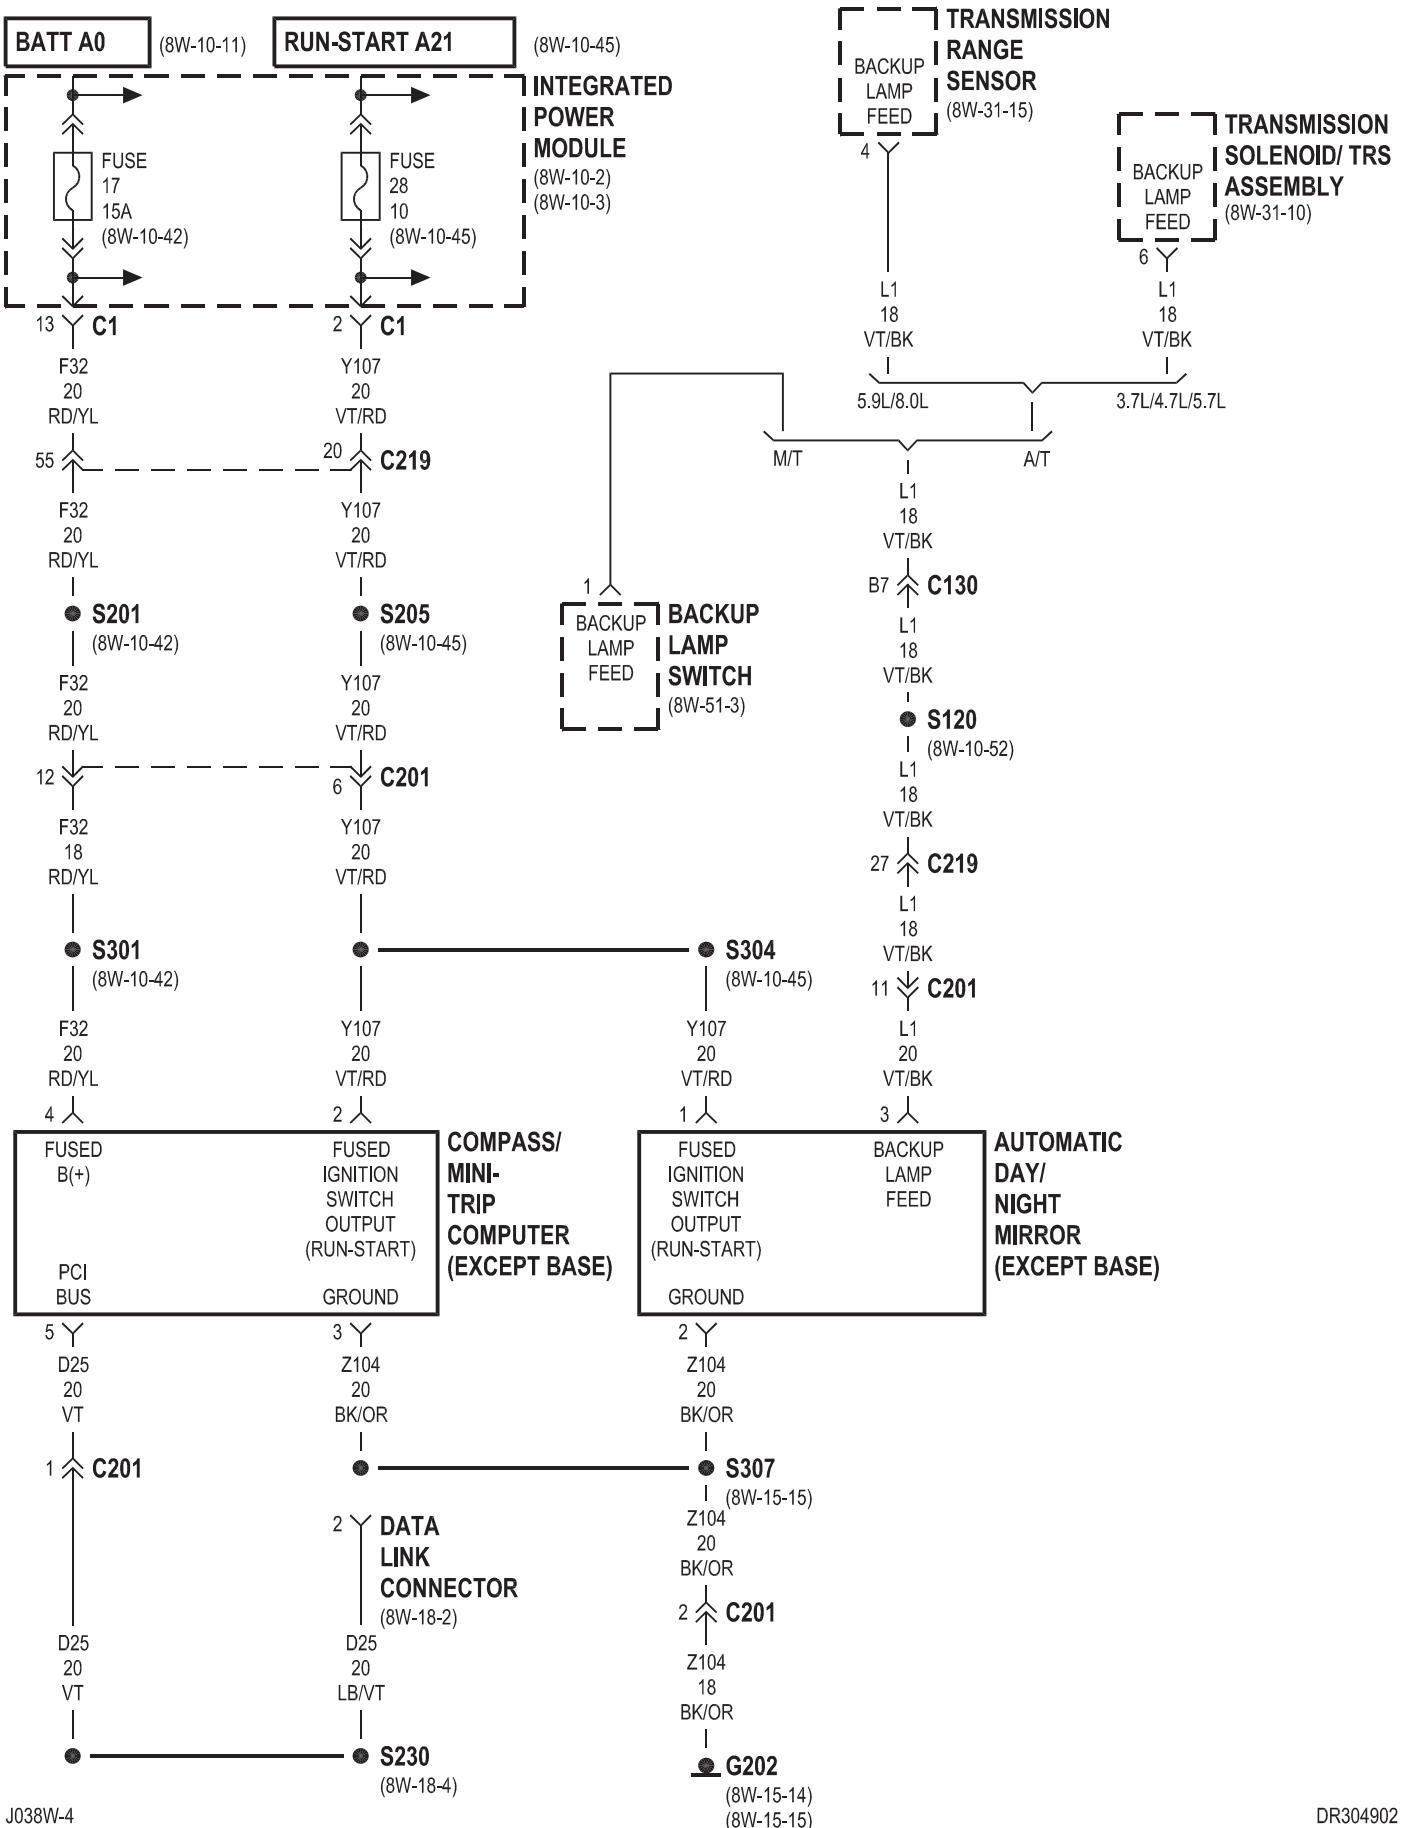 BATT A0
(8W-10-11)
RUN-START A21
(8W-10-45)
INTEGRATED
POWER
MODULE
(8W-10-2)
(8W-10-3)
FUSE
17
15A
(8W-10-42)
FUSE
28
10
(8W-10-45)
TRANSMISSION
RANGE
SENSOR
(8W-31-15)
BACKUP
LAMP
FEED
4
TRANSMISSION
SOLENOID/ TRS
ASSEMBLY
(8W-31-10)
BACKUP
LAMP
FEED
6
L1
18
VT/BK
L1
18
VT/BK
5.9L/8.0L
3.7L/4.7L/5.7L
M/T
A/T
13
C1
2
C1
F32
20
RD/YL
Y107
20
VT/RD
55
20
C219
F32
20
RD/YL
Y107
20
VT/RD
S201
(8W-10-42)
S205
(8W-10-45)
F32
20
RD/YL
Y107
20
VT/RD
12
6
C201
F32
18
RD/YL
Y107
20
VT/RD
S301
(8W-10-42)
S304
(8W-10-45)
F32
20
RD/YL
Y107
20
VT/RD
Y107
20
VT/RD
1
BACKUP
LAMP
FEED
BACKUP
LAMP
SWITCH
(8W-51-3)
L1
18
VT/BK
B7
C130
L1
18
VT/BK
S120
(8W-10-52)
L1
18
VT/BK
27
C219
L1
18
VT/BK
11
C201
L1
20
VT/BK
4
2
1
3
FUSED
B(+)
FUSED
IGNITION
SWITCH
OUTPUT
(RUN-START)
PCI
BUS
GROUND
COMPASS/
MINI-
TRIP
COMPUTER
(EXCEPT BASE)
FUSED
IGNITION
SWITCH
OUTPUT
(RUN-START)
BACKUP
LAMP
FEED
GROUND
AUTOMATIC
DAY/
NIGHT
MIRROR
(EXCEPT BASE)
5
3
2
D25
20
VT
Z104
20
BK/OR
Z104
20
BK/OR
1
C201
S307
(8W-15-15)
2
DATA
LINK
CONNECTOR
(8W-18-2)
Z104
20
BK/OR
2
C201
D25
20
VT
D25
20
LB/VT
Z104
18
BK/OR
S230
(8W-18-4)
G202
(8W-15-14)
(8W-15-15)
J038W-4
DR304902